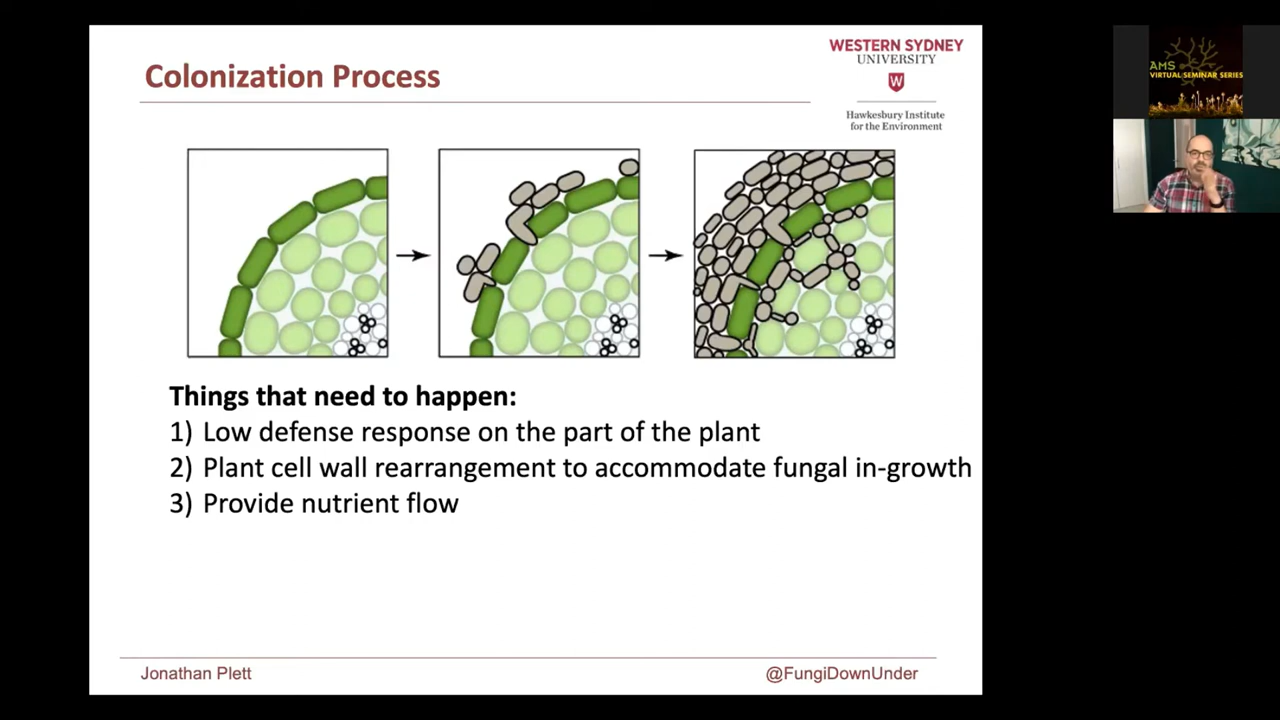 Colonization Process
WESTERN SYDNEY
UNIVERSITY
W
Hawkesbury Institute
for the Environment
AMS
VIRTUAL SEMINAR SERIES
Things that need to happen:
1) Low defense response on the part of the plant
2) Plant cell wall rearrangement to accommodate fungal in-growth
3) Provide nutrient flow
Jonathan Plett
@FungiDownUnder